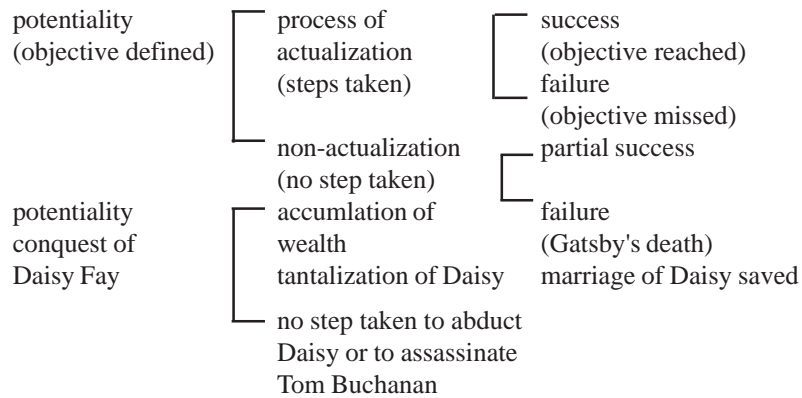 potentiality
(objective defined)
process of
actualization
(steps taken)
success
(objective reached)
failure
(objective missed)
non-actualization
(no step taken)
partial success
potentiality
conquest of
Daisy Fay
accumlation of
wealth
tantalization of Daisy
failure
(Gatsby's death)
marriage of Daisy saved
no step taken to abduct
Daisy or to assassinate
Tom Buchanan